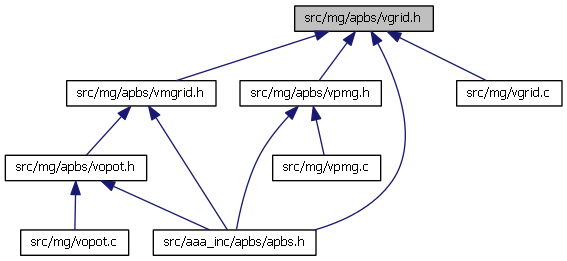 src/mg/apbs/vgrid.h
src/mg/apbs/vmgrid.h
src/mg/apbs/vpmg.h
src/mg/vgrid.c
src/mg/apbs/vopot.h
src/mg/vpmg.c
src/mg/vopot.c
src/aaa_inc/apbs/apbs.h